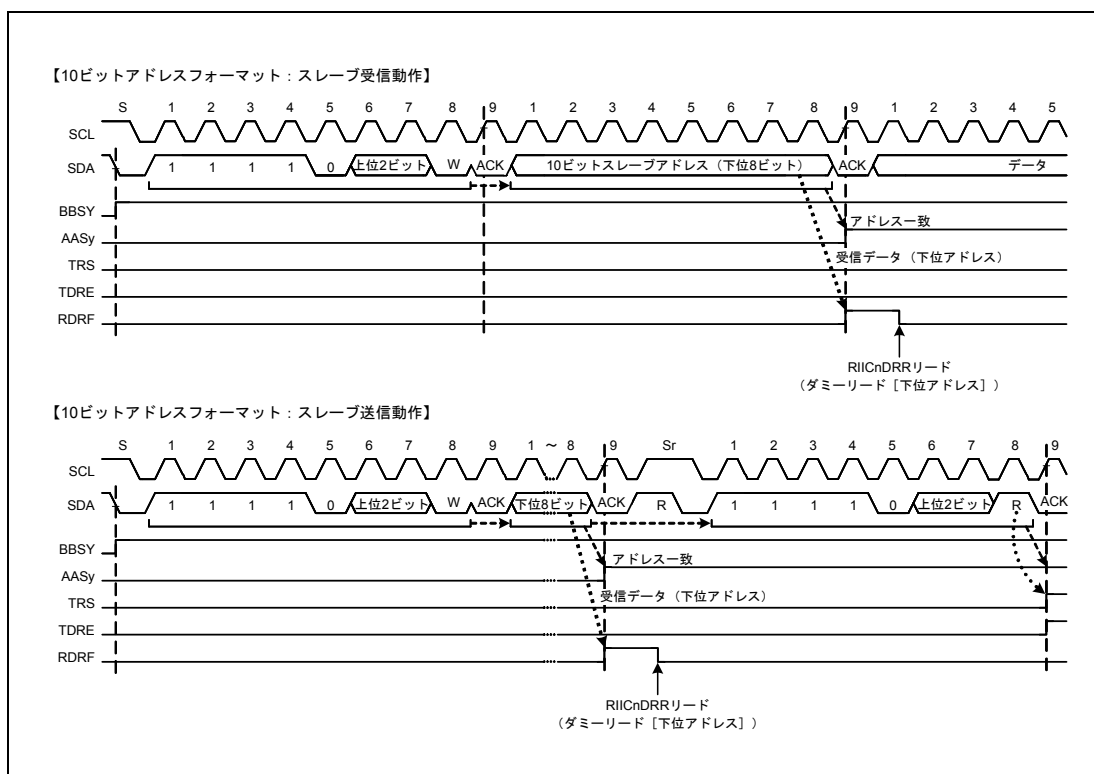 【10ビットアドレスフォーマット：スレーブ受信動作】
S 1 2 3 4 5 6 7 8 9 1 2 3 4 5 6 7 8 9 1 2 3 4 5
SCL
SDA 1 1 1 1 0 上位2ビット W ACK 10ビットスレーブアドレス（下位8ビット） ACK データ
BBSY
アドレス一致
AASy
受信データ（下位アドレス）
TRS
TDRE
RDRF
RIICnDRRリード
（ダミーリード［下位アドレス］）
【10ビットアドレスフォーマット：スレーブ送信動作】
S 1 2 3 4 5 6 7 8 9 1 ～ 8 9 Sr 1 2 3 4 5 6 7 8 9
SCL
SDA 1 1 1 1 0 上位2ビット W ACK 下位8ビット ACK R 1 1 1 1 0 上位2ビット R ACK
BBSY
アドレス一致
AASy
受信データ（下位アドレス）
TRS
TDRE
RDRF
RIICnDRRリード
（ダミーリード［下位アドレス］）